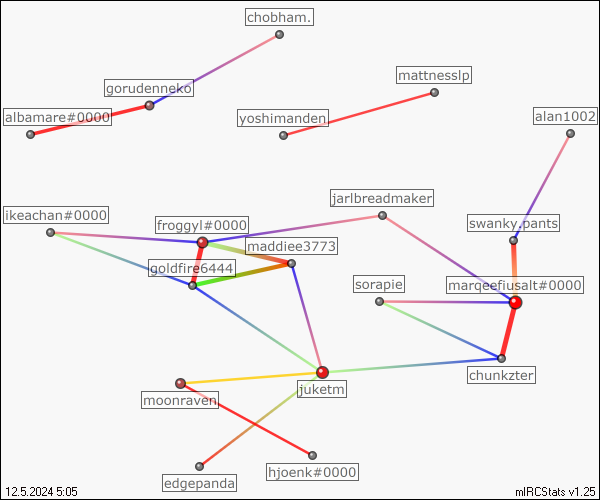 chobham.
mattnesslp
gorudenneko
albamare#0000
yoshimanden
alan1002
jarlbreadmaker
ikeachan#0000
froggyl#0000
swanky.pants
maddiee3773
goldfire6444
sorapie
marqeefiusalt#0000
chunkzter
juketm
moonraven
hjoenk#0000
edgepanda
12.5.2024 5:05
mIRCStats v1.25